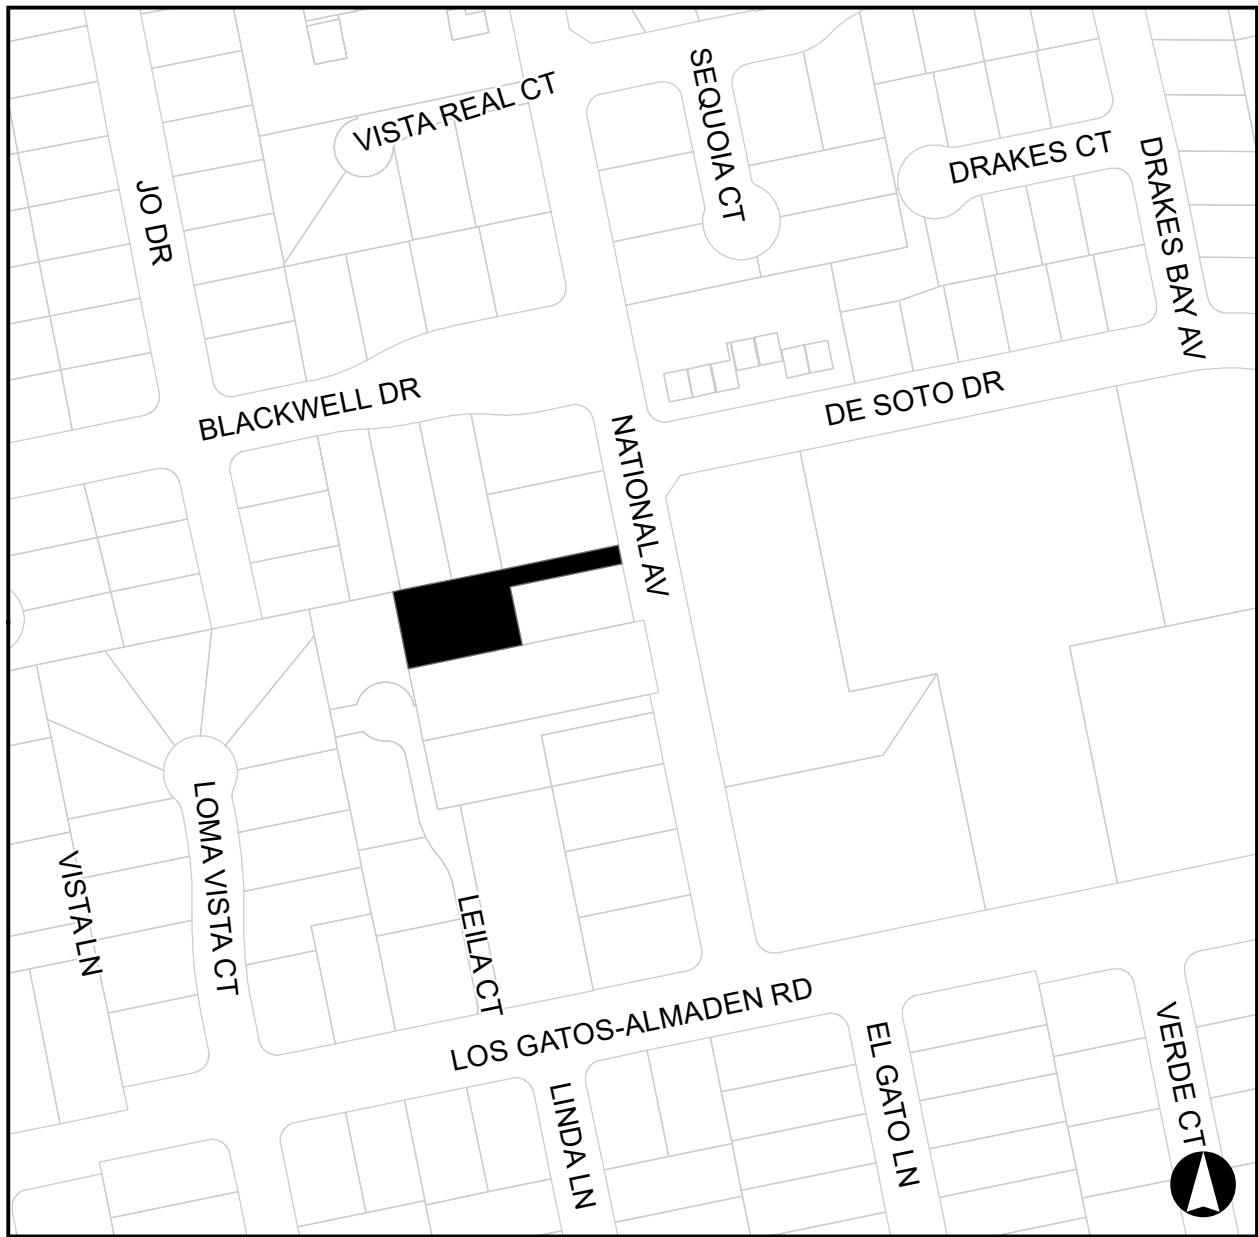 VISTA REAL CT
SEQUOIA CT
DRAKES CT
DRAKES BAY AV
JO DR
BLACKWELL DR
DE SOTO DR
NATIONAL AV
LOMA VISTA CT
VISTA LN
LEILA CT
LOS GATOS-ALMADEN RD
LINDA LN
EL GATO LN
VERDE CT